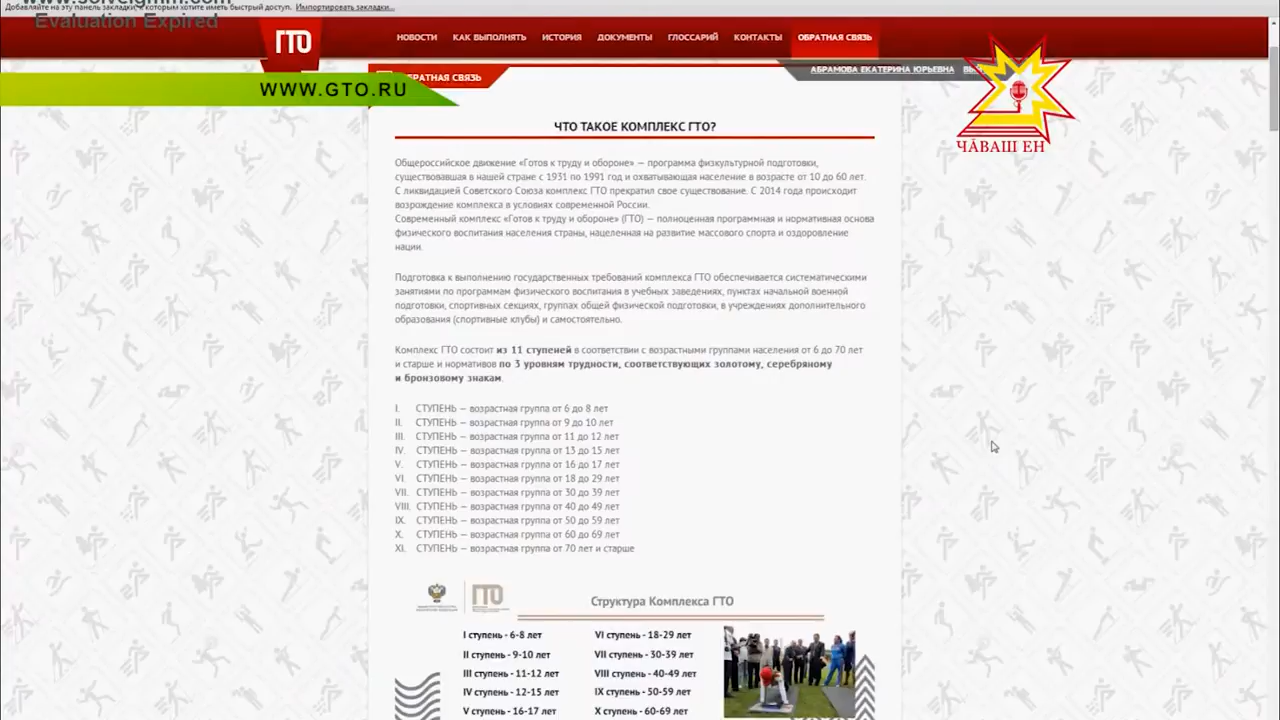 Добавляйте на эту панель закладки, к которым хотите иметь быстрый доступ. Импортировать закладки...
Evaluation Expired
ГТО
НОВОСТИ КАК ВЫПОЛНЯТЬ ИСТОРИЯ ДОКУМЕНТЫ ГЛОССАРИЙ КОНТАКТЫ ОБРАТНАЯ СВЯЗЬ
ОБРАТНАЯ СВЯЗЬ
АБРАМОВА ЕКАТЕРИНА ЮРЬЕВНА
WWW.GTO.RU
ЧӐВАШ ЕН
ЧТО ТАКОЕ КОМПЛЕКС ГТО?
Общероссийское движение «Готов к труду и обороне» — программа физкультурной подготовки,
существовавшая в нашей стране с 1931 по 1991 год и охватывающая население в возрасте от 10 до 60 лет.
С ликвидацией Советского Союза комплекс ГТО прекратил свое существование. С 2014 года происходит
возрождение комплекса в условиях современной России.
Современный комплекс «Готов к труду и обороне» (ГТО) — полноценная программная и нормативная основа
физического воспитания населения страны, нацеленная на развитие массового спорта и оздоровление
нации.
Подготовка к выполнению государственных требований комплекса ГТО обеспечивается систематическими
занятиями по программам физического воспитания в учебных заведениях, пунктах начальной военной
подготовки, спортивных секциях, группах общей физической подготовки, в учреждениях дополнительного
образования (спортивные клубы) и самостоятельно.
Комплекс ГТО состоит из 11 ступеней в соответствии с возрастными группами населения от 6 до 70 лет
и старше и нормативов по 3 уровням трудности, соответствующих золотому, серебряному
и бронзовому знакам.
I. СТУПЕНЬ — возрастная группа от 6 до 8 лет
II. СТУПЕНЬ — возрастная группа от 9 до 10 лет
III. СТУПЕНЬ — возрастная группа от 11 до 12 лет
IV. СТУПЕНЬ — возрастная группа от 13 до 15 лет
V. СТУПЕНЬ — возрастная группа от 16 до 17 лет
VI. СТУПЕНЬ — возрастная группа от 18 до 29 лет
VII. СТУПЕНЬ — возрастная группа от 30 до 39 лет
VIII. СТУПЕНЬ — возрастная группа от 40 до 49 лет
IX. СТУПЕНЬ — возрастная группа от 50 до 59 лет
X. СТУПЕНЬ — возрастная группа от 60 до 69 лет
XI. СТУПЕНЬ — возрастная группа от 70 лет и старше
ГТО
Структура Комплекса ГТО
I ступень - 6-8 лет VI ступень - 18-29 лет
II ступень - 9-10 лет VII ступень - 30-39 лет
III ступень - 11-12 лет VIII ступень - 40-49 лет
IV ступень - 12-15 лет IX ступень - 50-59 лет
V ступень - 16-17 лет X ступень - 60-69 лет